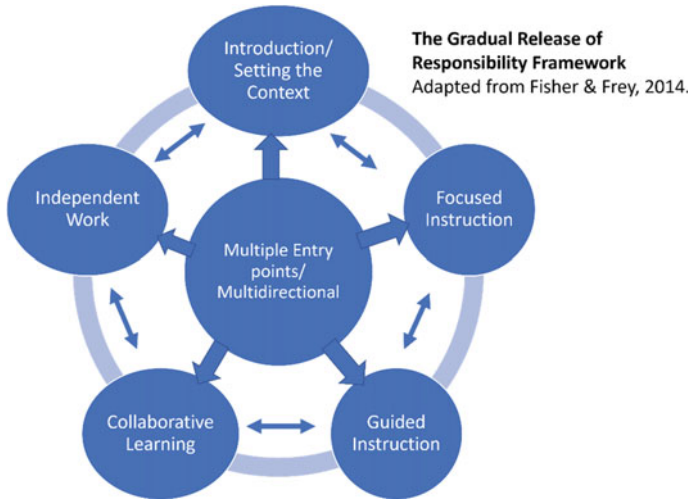 The Gradual Release of
Responsibility Framework
Adapted from Fisher & Frey, 2014.
Introduction/
Setting the
Context
Focused
Instruction
Guided
Instruction
Collaborative
Learning
Independent
Work
Multiple Entry
points/
Multidirectional